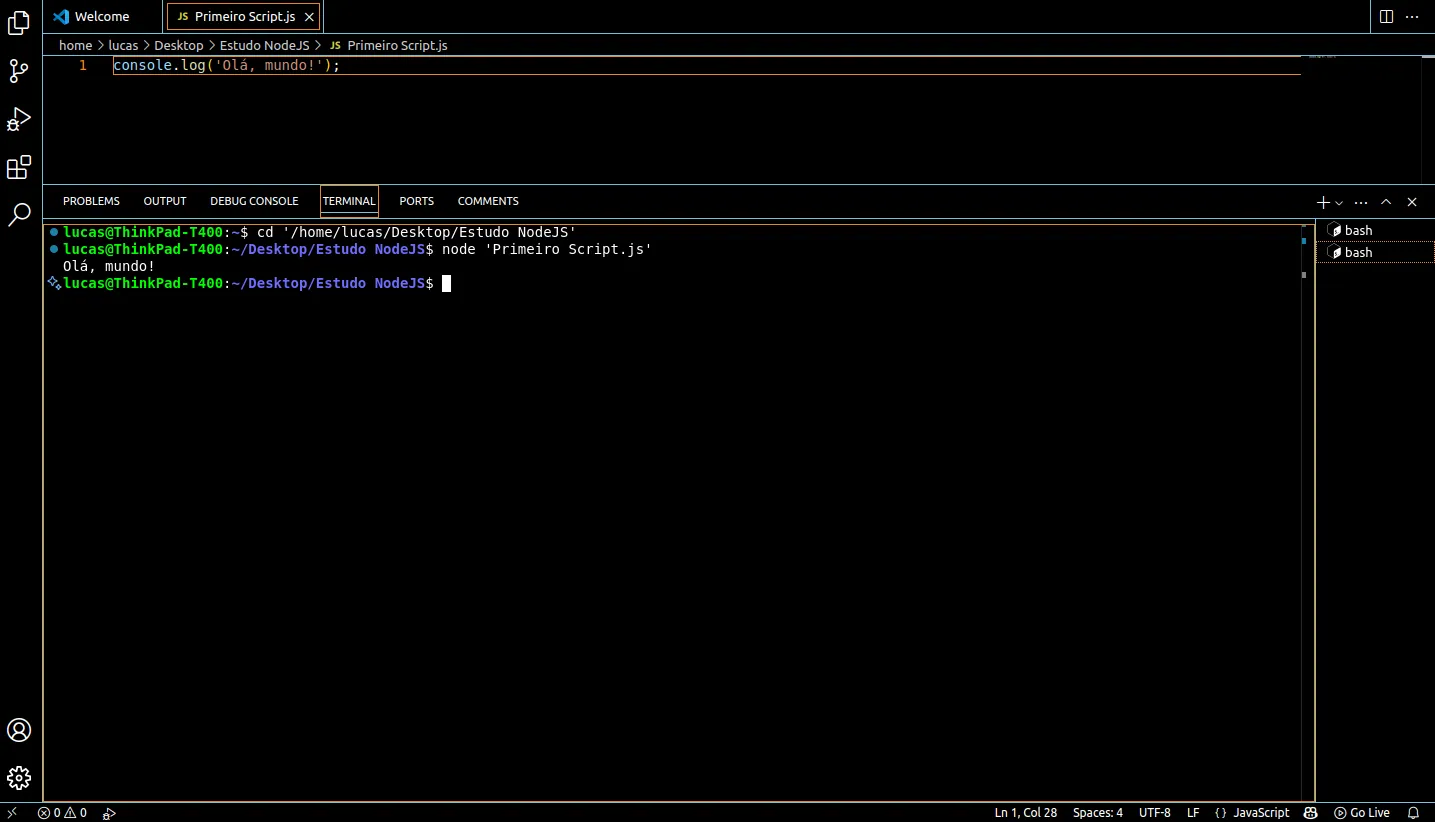 Welcome
JS Primeiro Script.js
home > lucas > Desktop > Estudo NodeJS > JS Primeiro Script.js
1 console.log('Olá, mundo!');
PROBLEMS OUTPUT DEBUG CONSOLE TERMINAL PORTS COMMENTS
lucas@ThinkPad-T400:~$ cd '/home/lucas/Desktop/Estudo NodeJS'
lucas@ThinkPad-T400:~/Desktop/Estudo NodeJS$ node 'Primeiro Script.js'
Olá, mundo!
lucas@ThinkPad-T400:~/Desktop/Estudo NodeJS$
bash
bash
0 0
Ln 1, Col 28 Spaces: 4 UTF-8 LF {} JavaScript Go Live